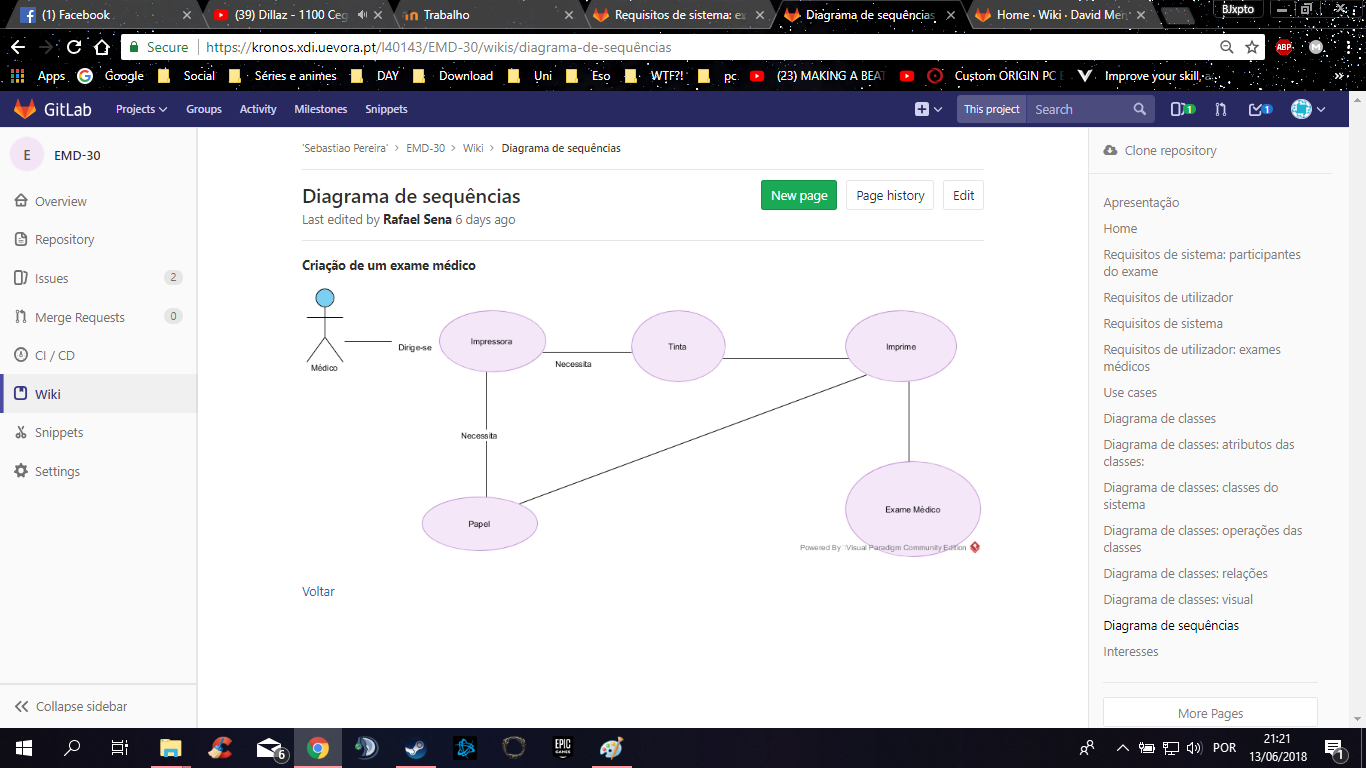 BJxpto
(1) Facebook
(39) Dillaz - 1100 Ceg
Trabalho
Requisitos de sistema: e
Diagrama de sequências
Home · Wiki · David Men
Secure
https://kronos.xdi.uevora.pt/l40143/EMD-30/wikis/diagrama-de-sequências
ABP
M
Apps
Google
Social
Séries e animes
DAY
Download
Uni
Eso
WTF?!
pc
(23) MAKING A BEAT
Custom ORIGIN PC
Improve your skill,
GitLab
Projects
Groups
Activity
Milestones
Snippets
This project
Search
1
1
E
EMD-30
Overview
Repository
Issues
2
Merge Requests
0
CI / CD
Wiki
Snippets
Settings
Collapse sidebar
'Sebastiao Pereira' > EMD-30 > Wiki > Diagrama de sequências
Diagrama de sequências
New page
Page history
Edit
Last edited by Rafael Sena 6 days ago
Criação de um exame médico
Médico
Dirige-se
Impressora
Necessita
Tinta
Imprime
Necessita
Papel
Exame Médico
Powered By Visual Paradigm Community Edition
Voltar
Clone repository
Apresentação
Home
Requisitos de sistema: participantes
do exame
Requisitos de utilizador
Requisitos de sistema
Requisitos de utilizador: exames
médicos
Use cases
Diagrama de classes
Diagrama de classes: atributos das
classes:
Diagrama de classes: classes do
sistema
Diagrama de classes: operações das
classes
Diagrama de classes: relações
Diagrama de classes: visual
Diagrama de sequências
Interesses
More Pages
6
EPIC
GAMES
POR
21:21
13/06/2018
1